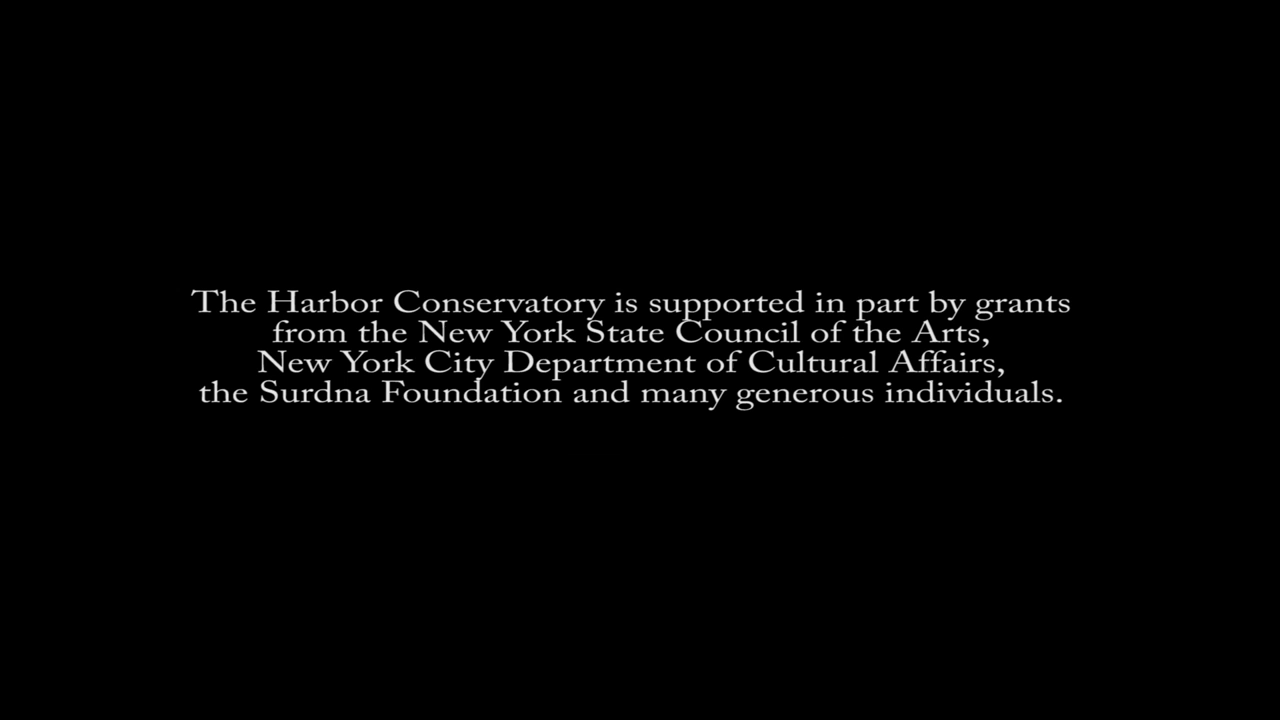 The Harbor Conservatory is supported in part by grants
from the New York State Council of the Arts,
New York City Department of Cultural Affairs,
the Surdna Foundation and many generous individuals.